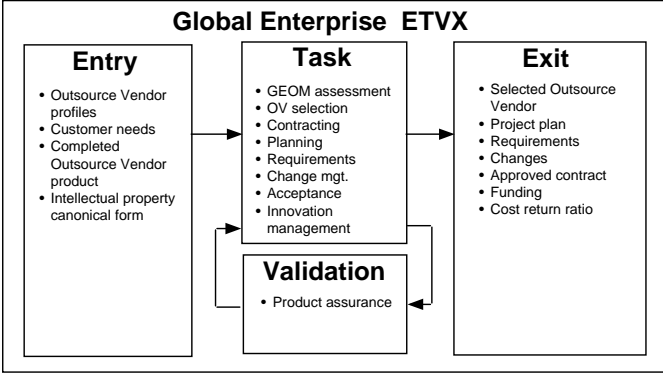 Global Enterprise ETVX
Entry
• Outsource Vendor
profiles
• Customer needs
• Completed
Outsource Vendor
product
• Intellectual property
canonical form
Task
• GEOM assessment
• OV selection
• Contracting
• Planning
• Requirements
• Change mgt.
• Acceptance
• Innovation
management
Validation
• Product assurance
Exit
• Selected Outsource
Vendor
• Project plan
• Requirements
• Changes
• Approved contract
• Funding
• Cost return ratio